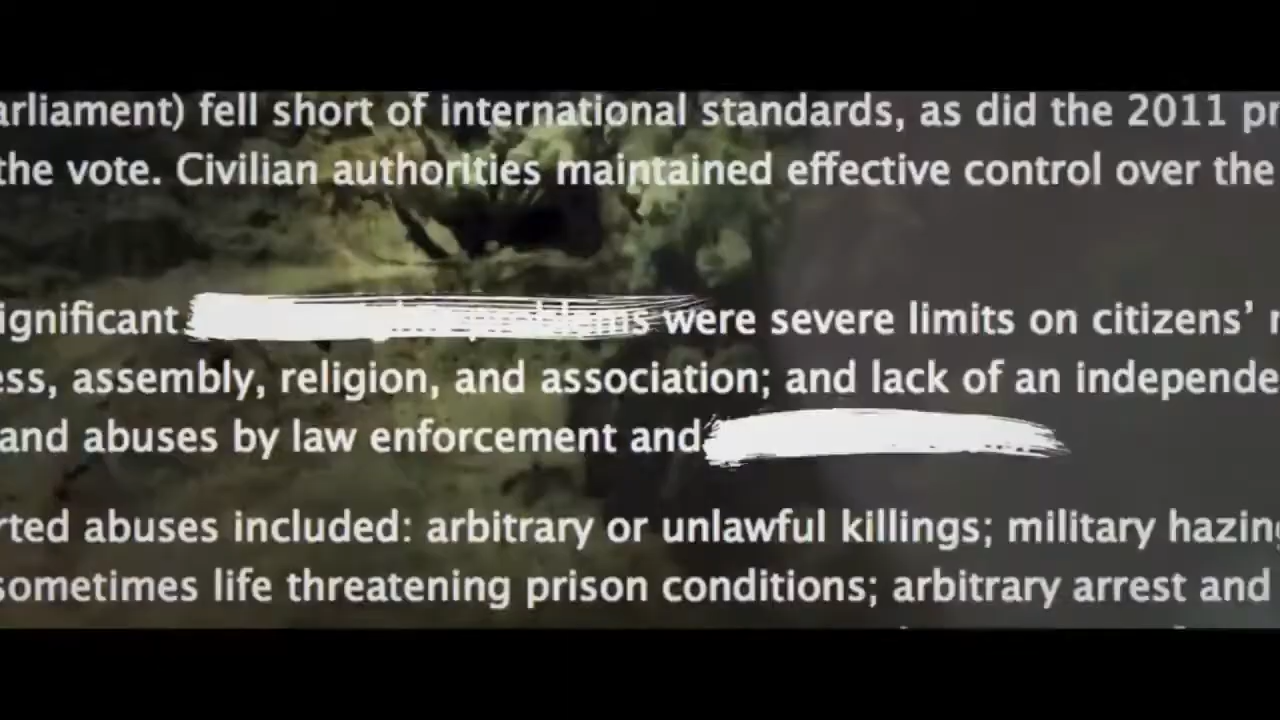 arliament) fell short of international standards, as did the 2011 pr
the vote. Civilian authorities maintained effective control over the
ignificant were severe limits on citizens’ r
ess, assembly, religion, and association; and lack of an independe
and abuses by law enforcement and
rted abuses included: arbitrary or unlawful killings; military hazing
sometimes life threatening prison conditions; arbitrary arrest and